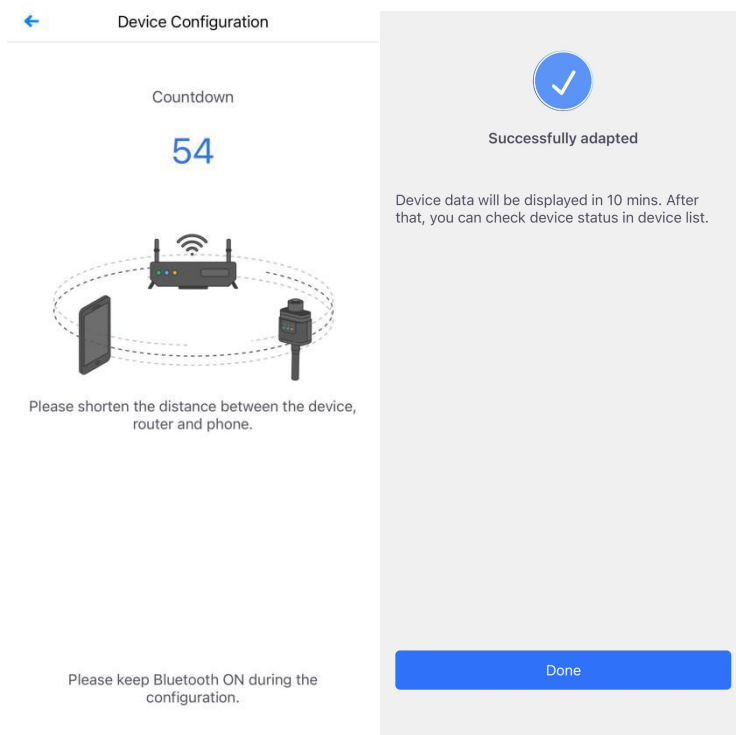 Device Configuration
Countdown
54
Please shorten the distance between the device,
router and phone.
Please keep Bluetooth ON during the
configuration.
Successfully adapted
Device data will be displayed in 10 mins. After
that, you can check device status in device list.
Done